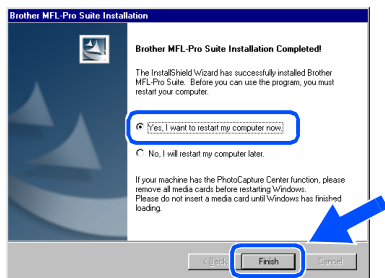 Brother MFL-Pro Suite Installation
Brother MFL-Pro Suite Installation Completed!
The InstallShield Wizard has successfully installed Brother
MFL-Pro Suite. Before you can use the program, you must
restart your computer.
Yes, I want to restart my computer now.
No, I will restart my computer later.
If your machine has the PhotoCapture Center function, please
remove all media cards before restarting Windows.
Please do not insert a media card until Windows has finished
loading.
< Back
Finish
Cancel